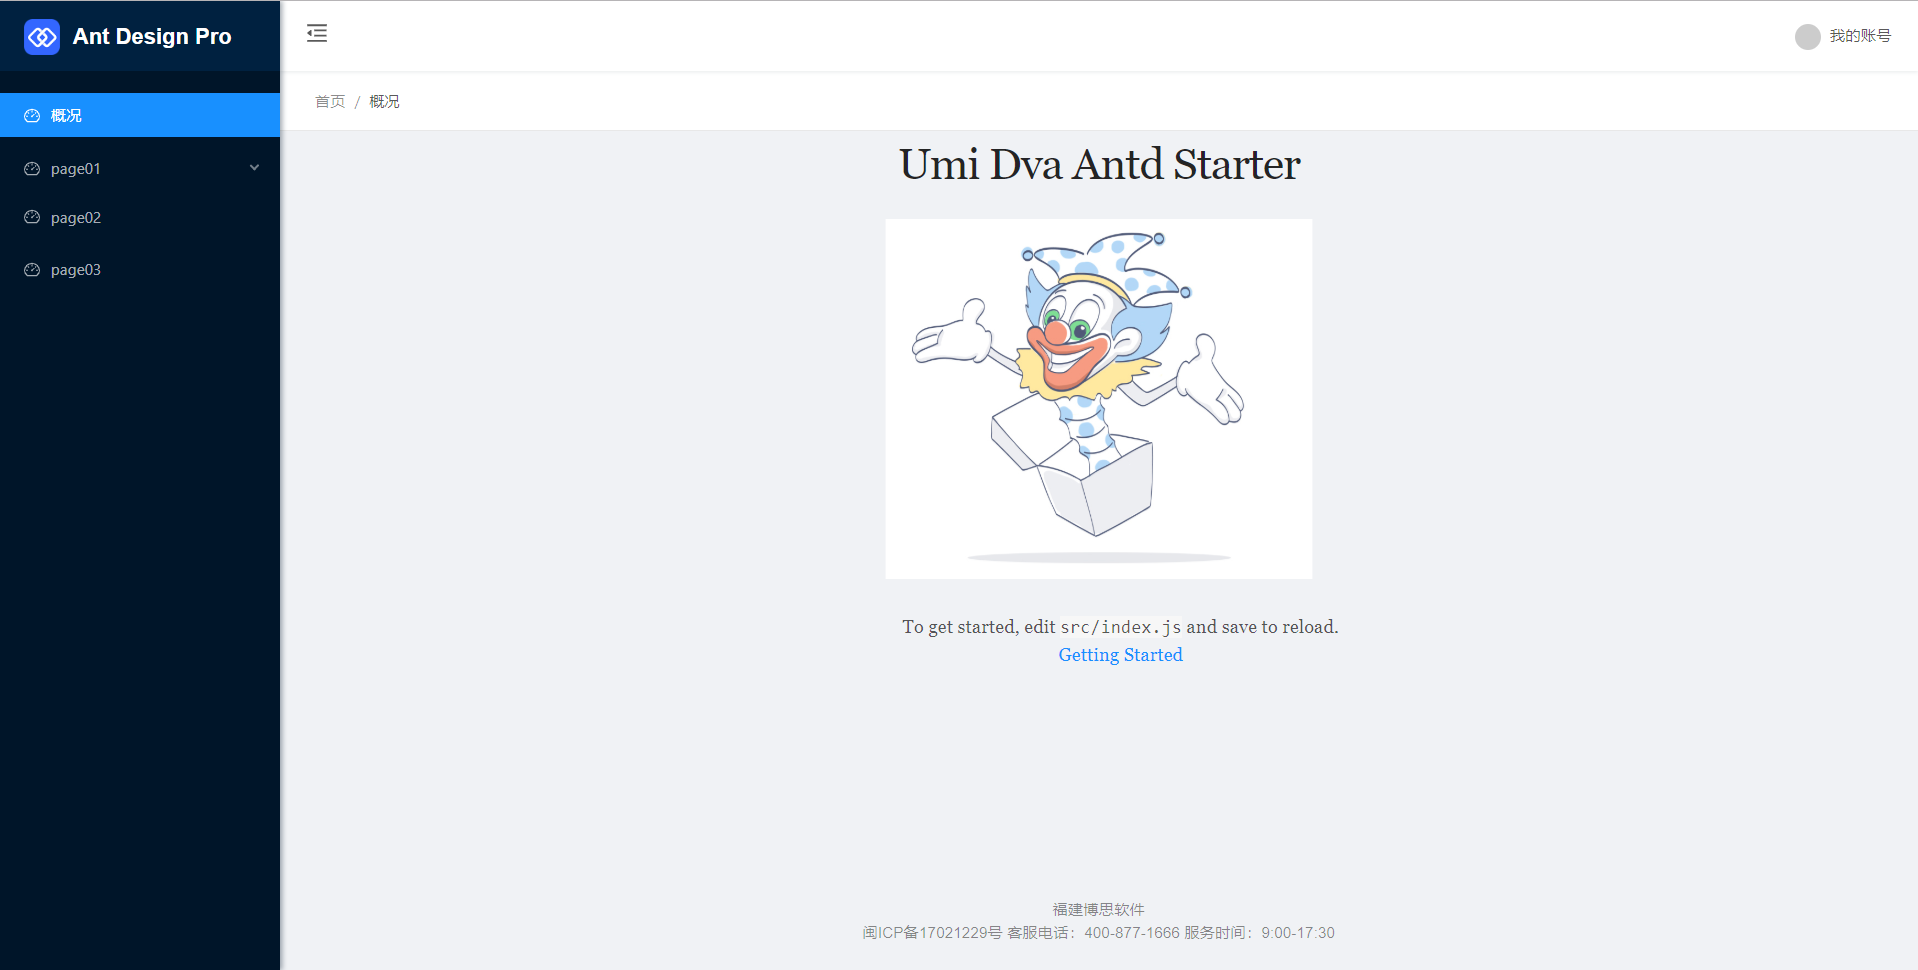 Ant Design Pro
我的账号
首页 / 概况
概况
page01
page02
page03
Umi Dva Antd Starter
To get started, edit src/index.js and save to reload.
Getting Started
福建博思软件
闽ICP备17021229号 客服电话：400-877-1666 服务时间：9:00-17:30